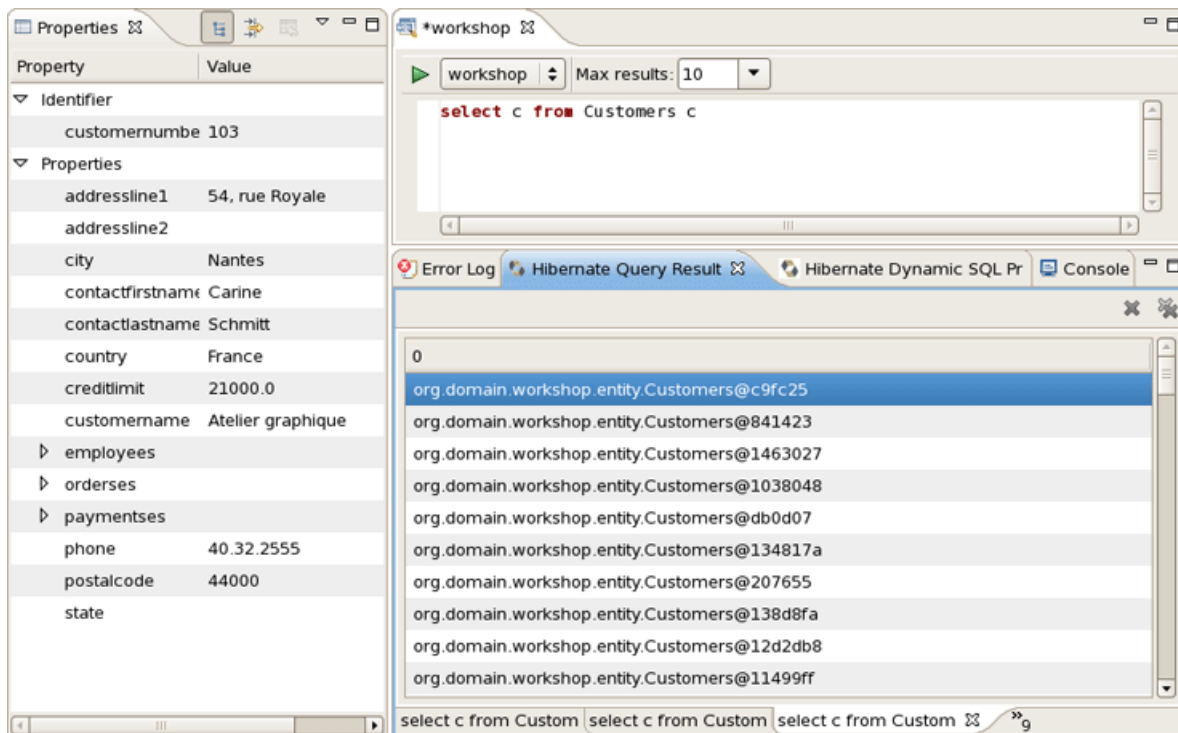 Properties
Property Value
Identifier
customernumbe 103
Properties
addressline1 54, rue Royale
addressline2
city Nantes
contactfirstname Carine
contactlastname Schmitt
country France
creditlimit 21000.0
customername Atelier graphique
employees
orderses
paymentses
phone 40.32.2555
postalcode 44000
state
*workshop
workshop Max results: 10
select c from Customers c
Error Log Hibernate Query Result Hibernate Dynamic SQL Pr Console
0
org.domain.workshop.entity.Customers@c9fc25
org.domain.workshop.entity.Customers@841423
org.domain.workshop.entity.Customers@1463027
org.domain.workshop.entity.Customers@1038048
org.domain.workshop.entity.Customers@db0d07
org.domain.workshop.entity.Customers@134817a
org.domain.workshop.entity.Customers@207655
org.domain.workshop.entity.Customers@138d8fa
org.domain.workshop.entity.Customers@12d2db8
org.domain.workshop.entity.Customers@11499ff
select c from Custom select c from Custom select c from Custom »9